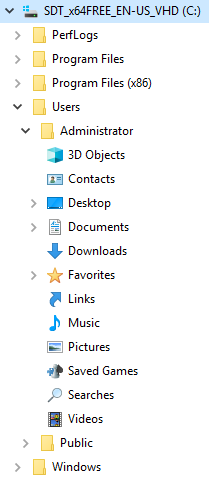 SDT_x64FREE_EN-US_VHD (C:)
PerfLogs
Program Files
Program Files (x86)
Users
Administrator
3D Objects
Contacts
Desktop
Documents
Downloads
Favorites
Links
Music
Pictures
Saved Games
Searches
Videos
Public
Windows